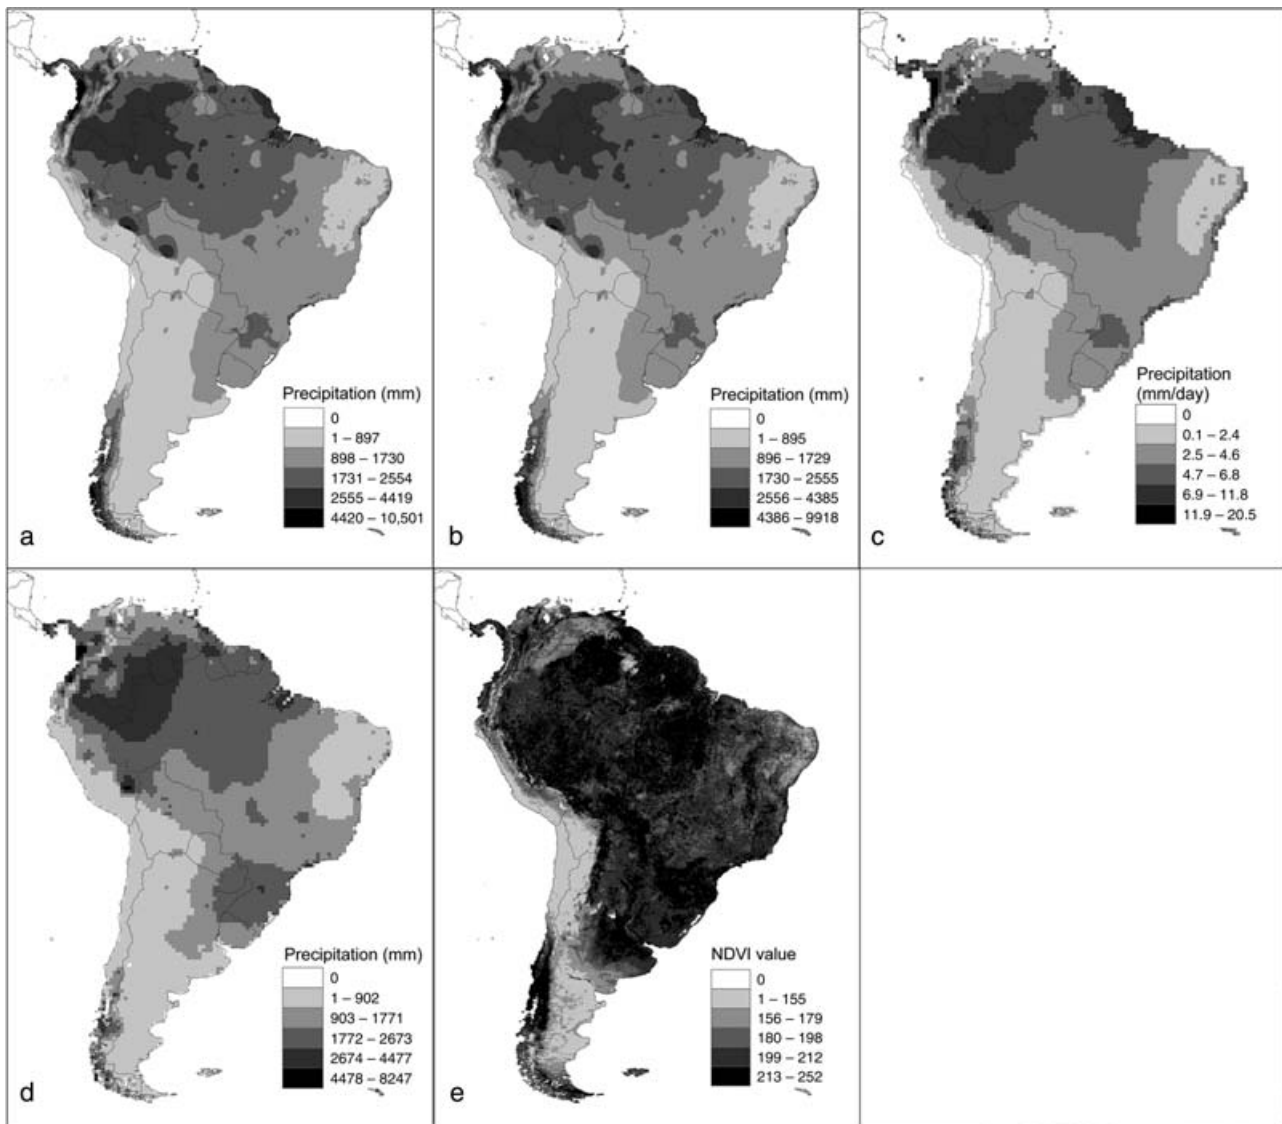 Precipitation (mm)
0
1 – 897
898 – 1730
1731 – 2554
2555 – 4419
4420 – 10,501
a
Precipitation (mm)
0
1 – 895
896 – 1729
1730 – 2555
2556 – 4385
4386 – 9918
b
Precipitation
(mm/day)
0
0.1 – 2.4
2.5 – 4.6
4.7 – 6.8
6.9 – 11.8
11.9 – 20.5
c
Precipitation (mm)
0
1 – 902
903 – 1771
1772 – 2673
2674 – 4477
4478 – 8247
d
NDVI value
0
1 – 155
156 – 179
180 – 198
199 – 212
213 – 252
e